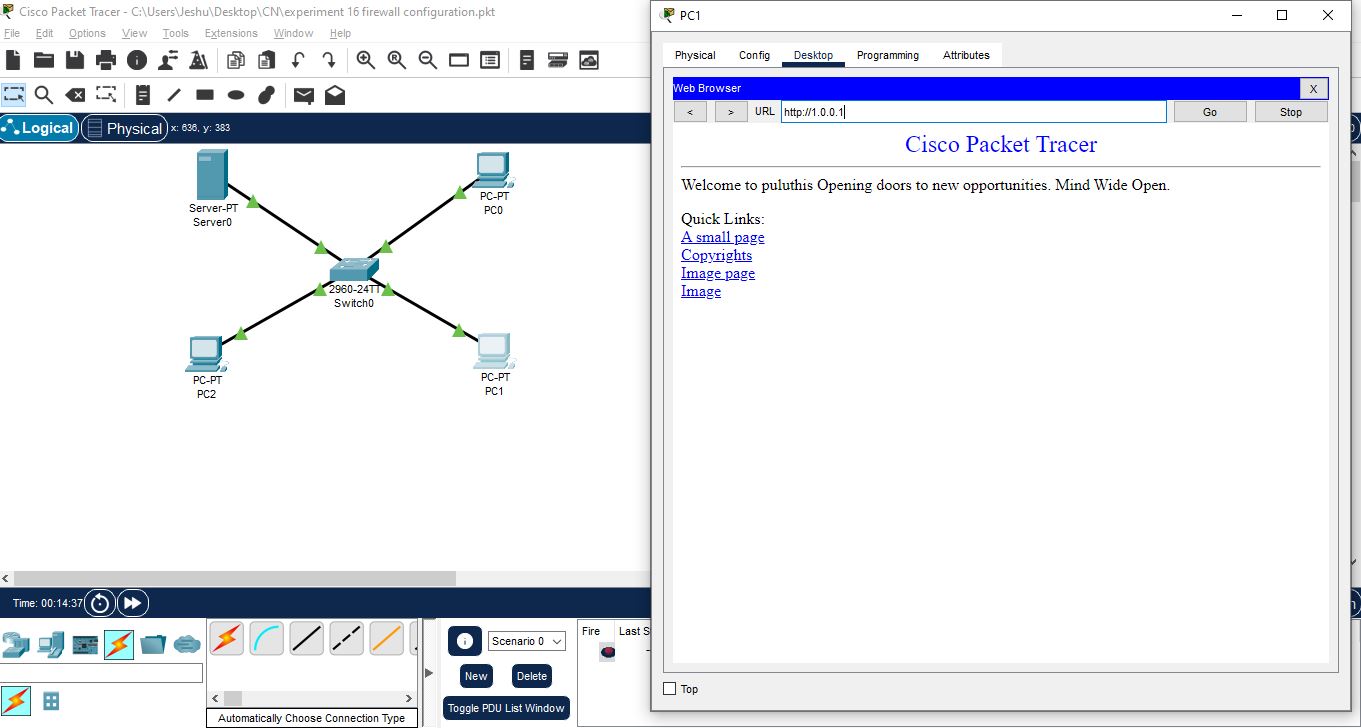 Cisco Packet Tracer - C:\Users\Jeshu\Desktop\CN\experiment 16 firewall configuration.pkt
File Edit Options View Tools Extensions Window Help
Logical Physical x: 636, y: 383
Server-PT
Server0
PC-PT
PC0
2960-24TT
Switch0
PC-PT
PC2
PC-PT
PC1
Time: 00:14:37
Scenario 0
New Delete
Toggle PDU List Window
Fire Last S
Automatically Choose Connection Type
PC1
Physical Config Desktop Programming Attributes
Web Browser X
< > URL http://1.0.0.1 Go Stop
Cisco Packet Tracer
Welcome to puluthis Opening doors to new opportunities. Mind Wide Open.
Quick Links:
A small page
Copyrights
Image page
Image
Top